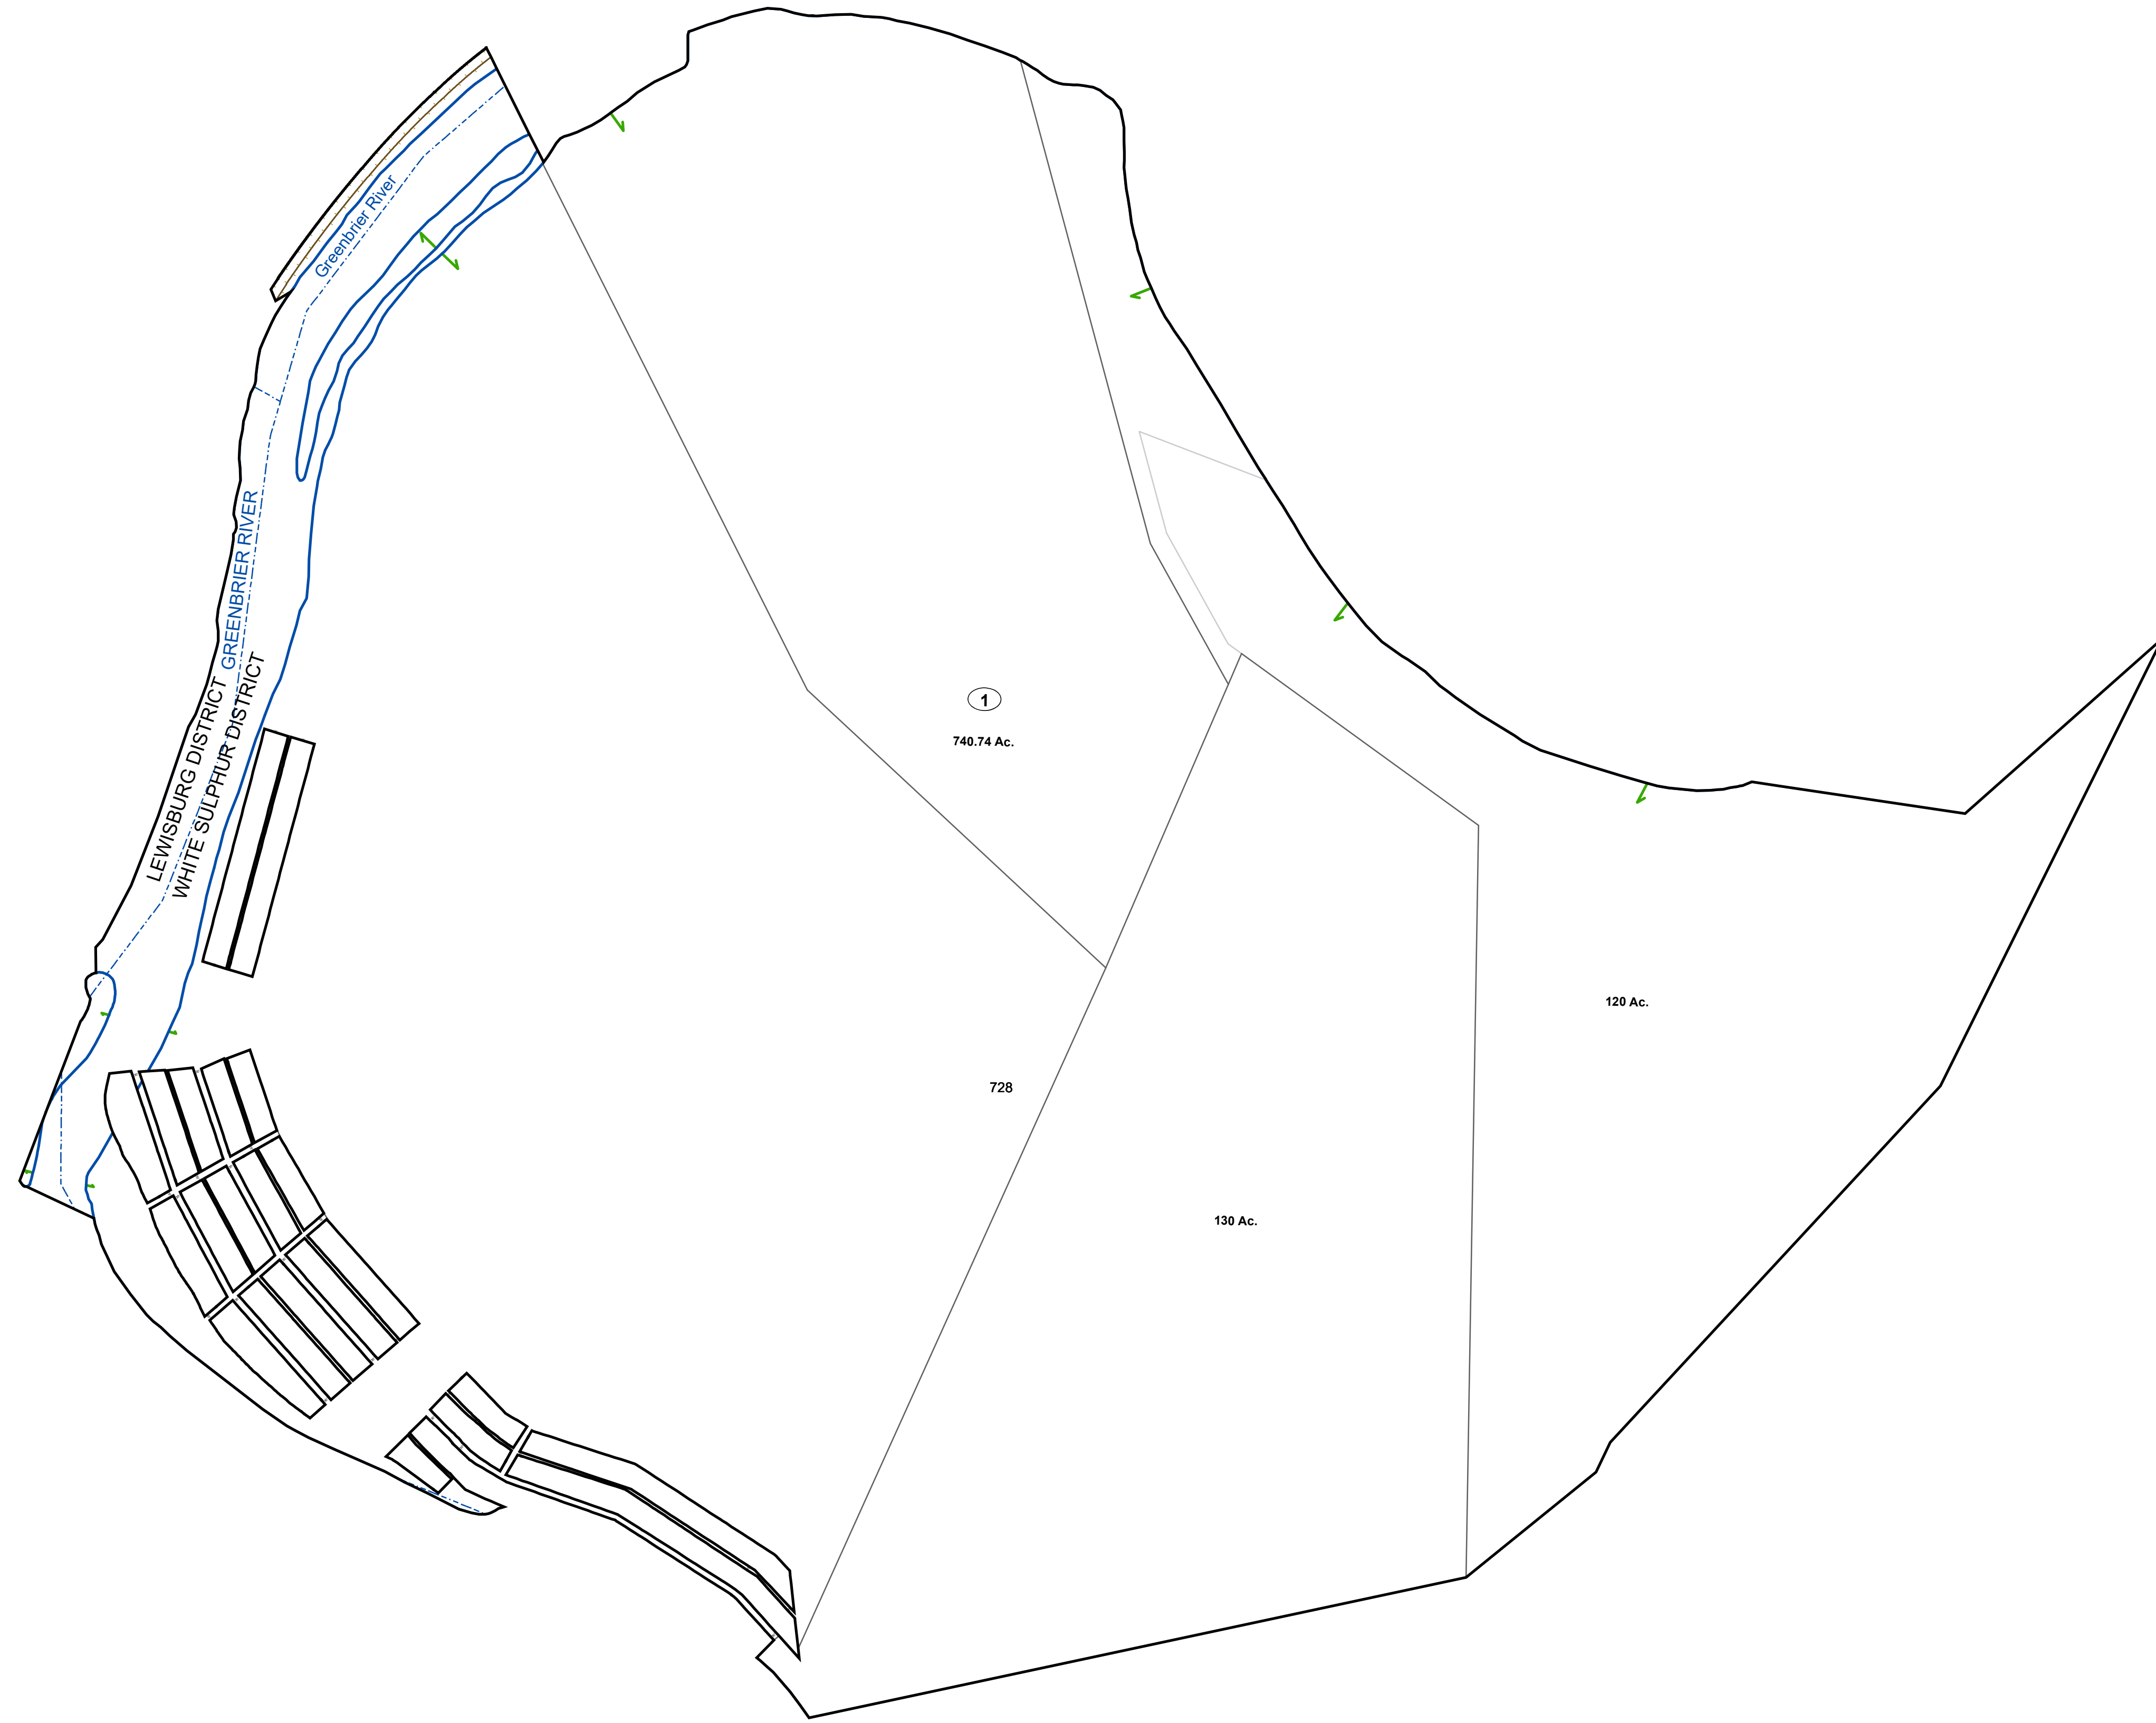 Greenbrier River
GREENBRIER RIVER
LEWISBURG DISTRICT
WHITE SULPHUR DISTRICT
1
740.74 Ac.
120 Ac.
728
130 Ac.